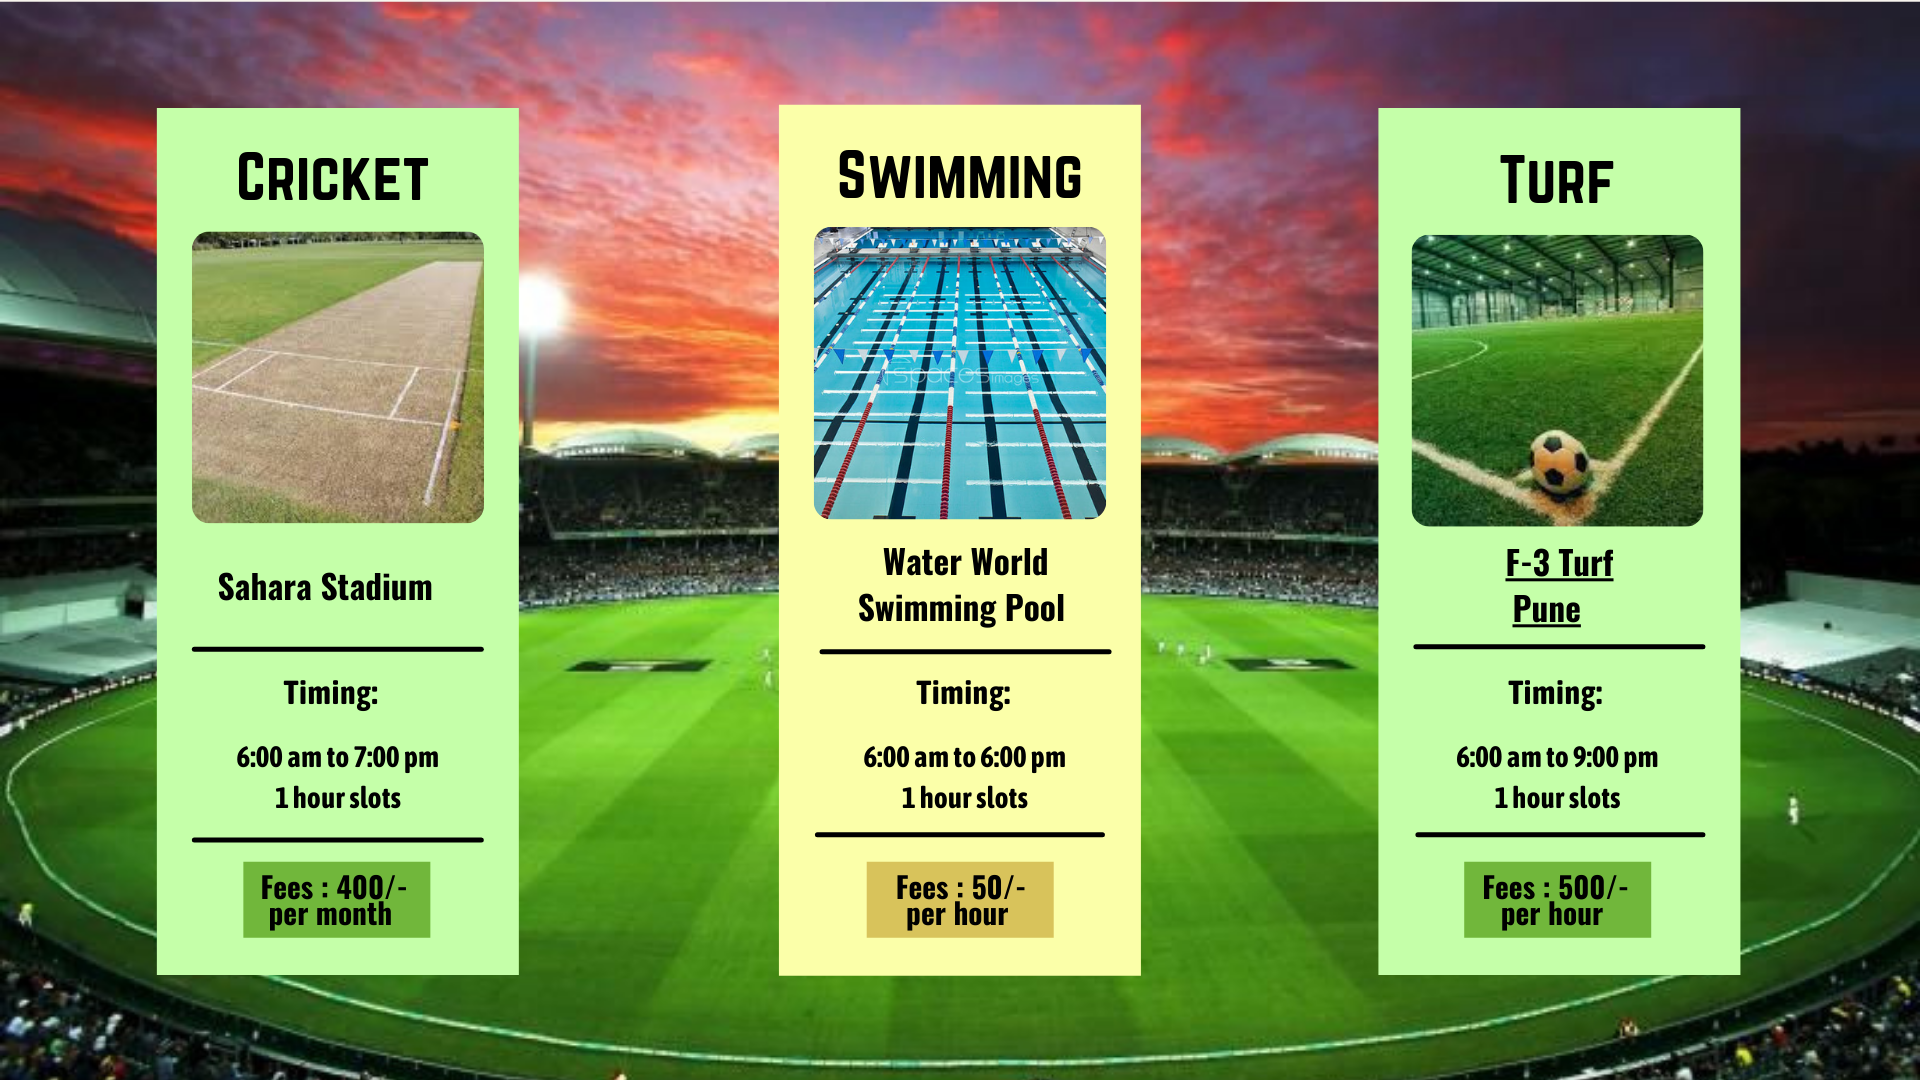 CRICKET
Sahara Stadium
Timing:
6:00 am to 7:00 pm
1 hour slots
Fees : 400/-
per month
SWIMMING
spaces images
Water World
Swimming Pool
Timing:
6:00 am to 6:00 pm
1 hour slots
Fees : 50/-
per hour
TURF
F-3 Turf
Pune
Timing:
6:00 am to 9:00 pm
1 hour slots
Fees : 500/-
per hour